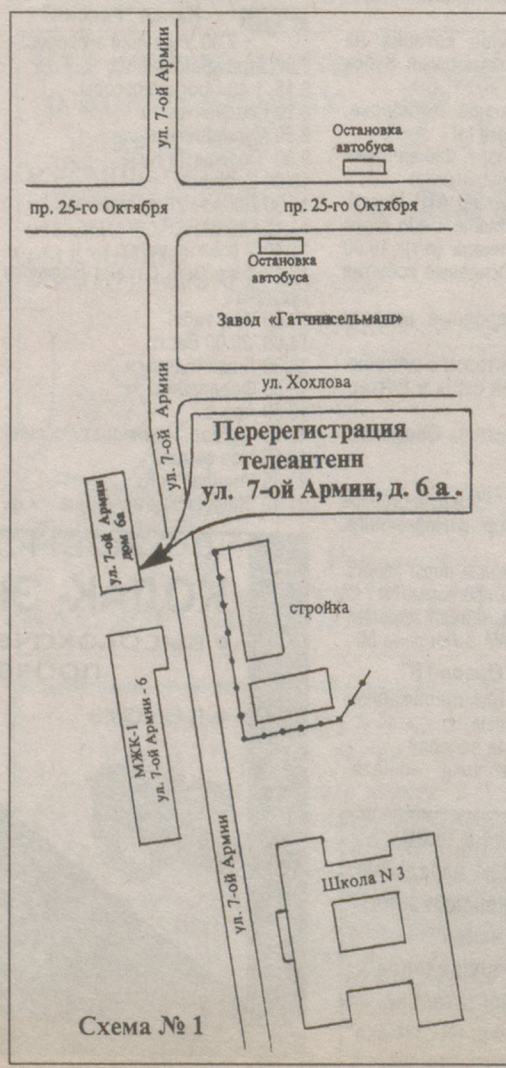 ул. 7-ой Армии
Остановка
автобуса
пр. 25-го Октября
пр. 25-го Октября
Остановка
автобуса
Завод «Гатчинсельмаш»
ул. Хохлова
ул. 7-ой Армии
Перерегистрация
телеантенн
ул. 7-ой Армии, д. 6 а .
ул. 7-ой Армии
дом 6а
стройка
МЖК-1
ул. 7-ой Армии - 6
ул. 7-ой Армии
Школа N 3
Схема № 1